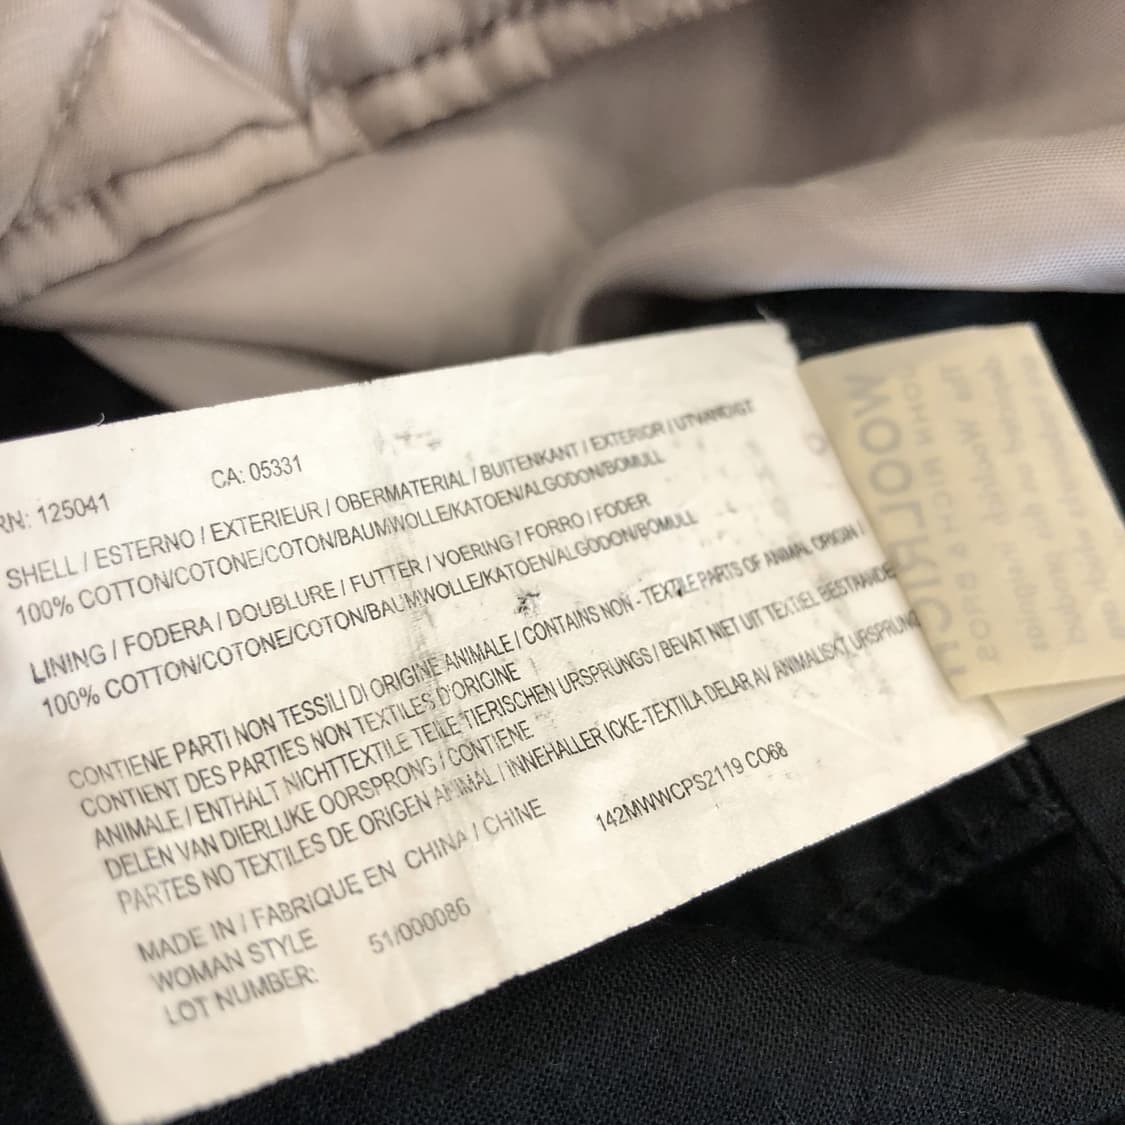 RN: 125041
CA: 05331
SHELL / ESTERNO / EXTERIEUR / OBERMATERIAL / BUITENKANT / EXTERIOR / UTVANDIGT
100% COTTON/COTONE/COTON/BAUMWOLLE/KATOEN/ALGODON/BOMULL
LINING / FODERA / DOUBLURE / FUTTER / VOERING / FORRO / FODER
100% COTTON/COTONE/COTON/BAUMWOLLE/KATOEN/ALGODON/BOMULL
CONTIENE PARTI NON TESSILI DI ORIGINE ANIMALE / CONTAINS NON - TEXTILE PARTS OF ANIMAL ORIGIN /
CONTIENT DES PARTIES NON TEXTILES D'ORIGINE
ANIMALE / ENTHALT NICHTTEXTILE TEILE TIERISCHEN URSPRUNGS / BEVAT NIET UIT TEXTIEL BESTAANDE
DELEN VAN DIERLIJKE OORSPRONG / CONTIENE
PARTES NO TEXTILES DE ORIGEN ANIMAL / INNEHALLER ICKE-TEXTILA DELAR AV ANIMALISKT URSPRUNG
MADE IN / FABRIQUE EN CHINA / CHINE
WOMAN STYLE 142MWWCPS2119 CO68
LOT NUMBER: 51/000086
WOOLRICH
JOHN RICH & BROS